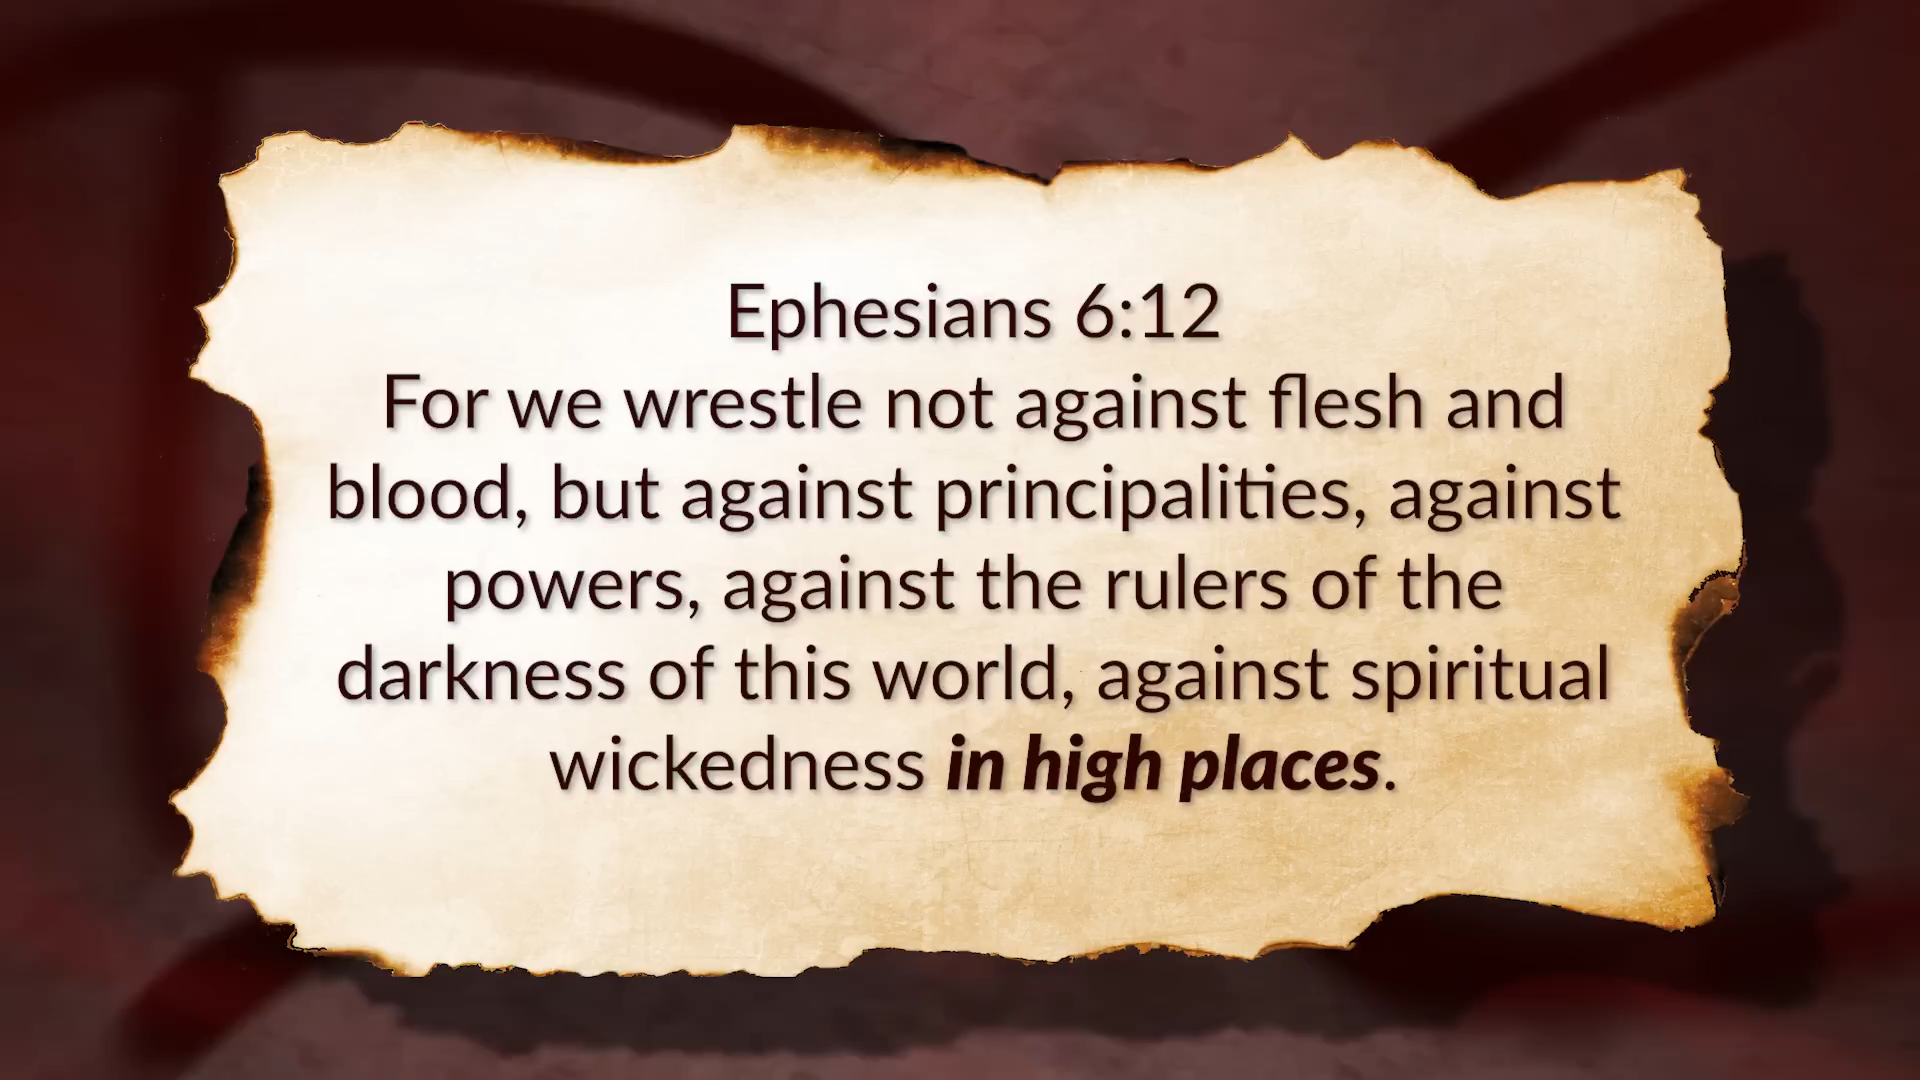 Ephesians 6:12
For we wrestle not against flesh and
blood, but against principalities, against
powers, against the rulers of the
darkness of this world, against spiritual
wickedness in high places.